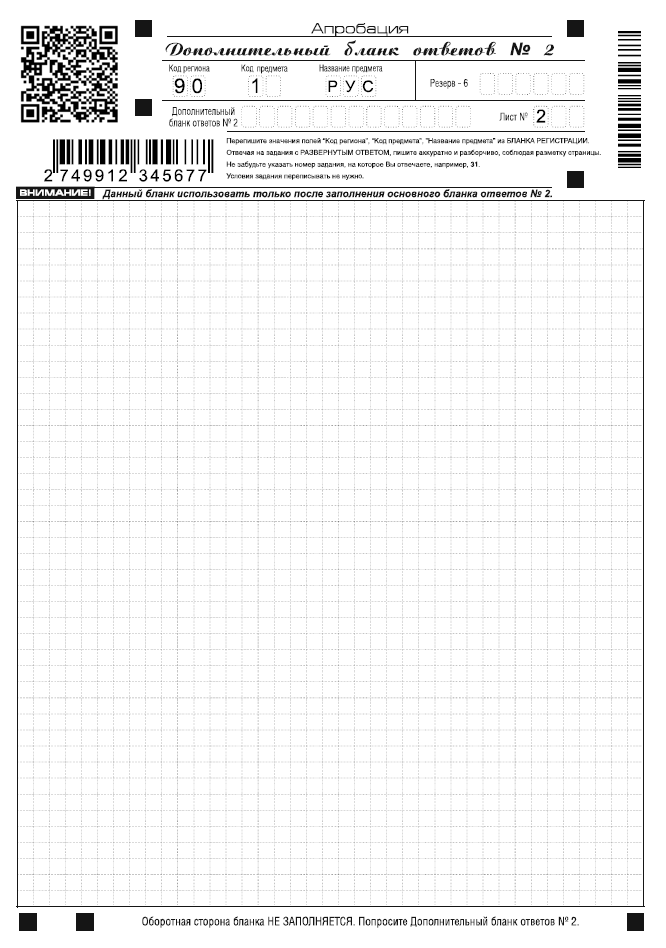 Апробация
Дополнительный бланк ответов № 2
Код региона Код предмета Название предмета
90 1 РУС Резерв - 6
Дополнительный бланк ответов № 2 Лист № 2
Перепишите значения полей "Код региона", "Код предмета", "Название предмета" из БЛАНКА РЕГИСТРАЦИИ.
Отвечая на задания с РАЗВЕРНУТЫМ ОТВЕТОМ, пишите аккуратно и разборчиво, соблюдая разметку страницы.
Не забудьте указать номер задания, на которое Вы отвечаете, например, 31.
Условия задания переписывать не нужно.
2 749912 345677
ВНИМАНИЕ! Данный бланк использовать только после заполнения основного бланка ответов № 2.
Оборотная сторона бланка НЕ ЗАПОЛНЯЕТСЯ. Попросите Дополнительный бланк ответов № 2.